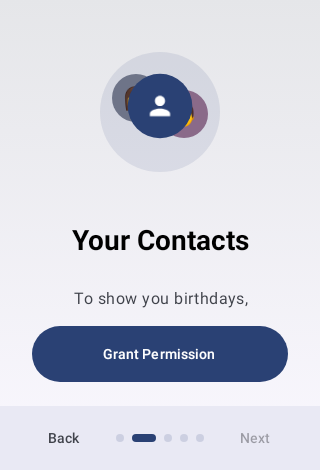 Your Contacts
To show you birthdays,
Grant Permission
Back
Next